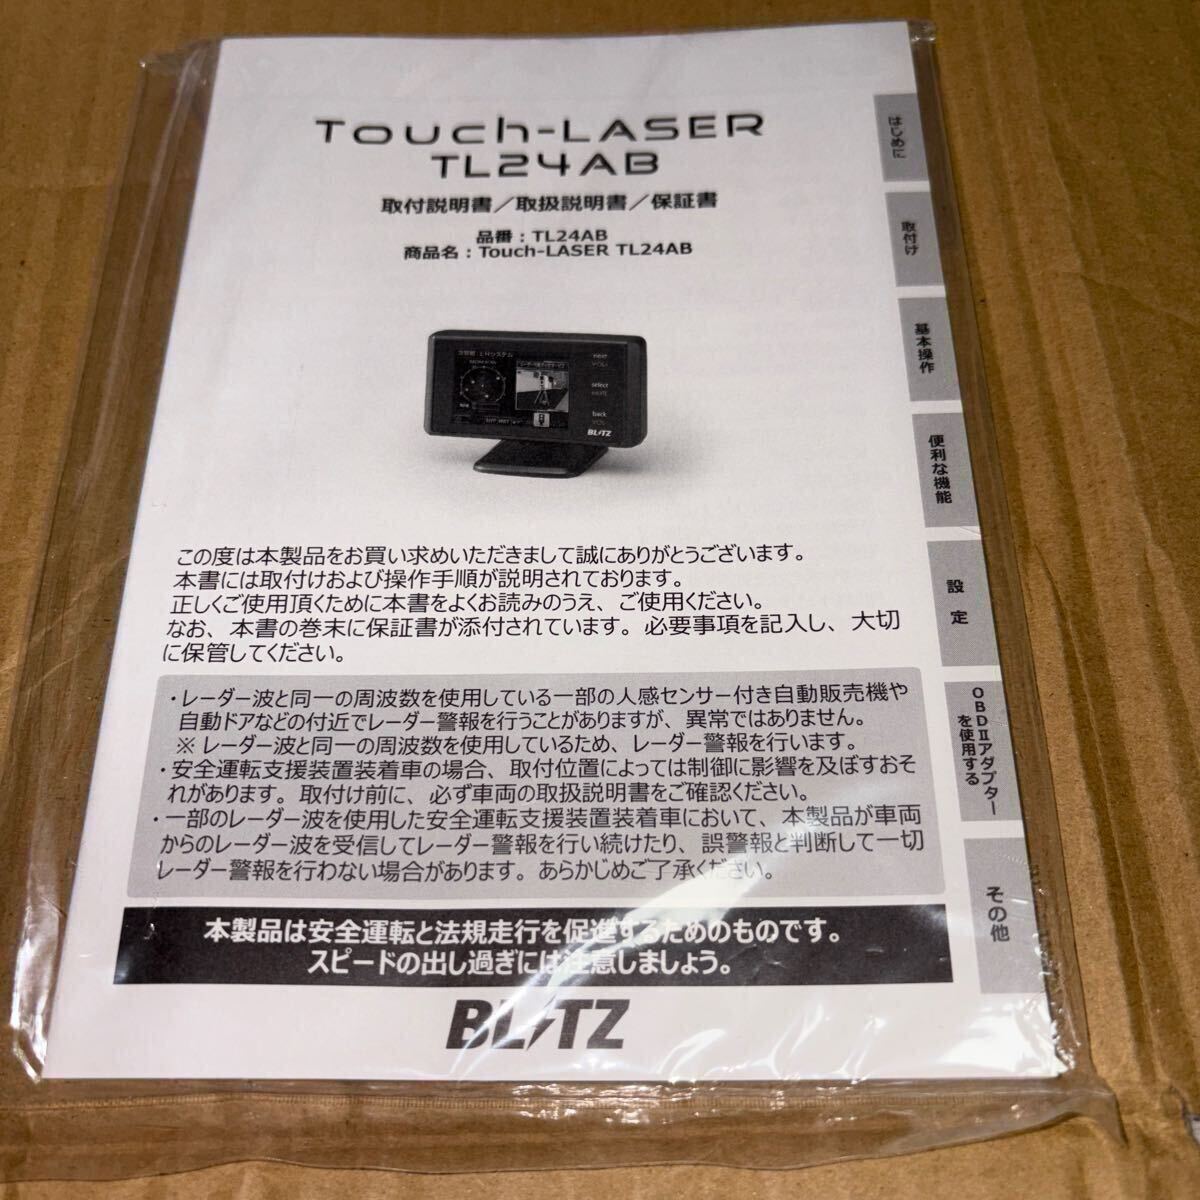 Touch-LASER
TL24AB
取付説明書／取扱説明書／保証書
品番：TL24AB
商品名：Touch-LASER TL24AB
next
VOL
select
back
VOL
BLITZ
この度は本製品をお買い求めいただきまして誠にありがとうございます。
本書には取付けおよび操作手順が説明されております。
正しくご使用頂くために本書をよくお読みのうえ、ご使用ください。
なお、本書の巻末に保証書が添付されています。必要事項を記入し、大切
に保管してください。
・レーダー波と同一の周波数を使用している一部の人感センサー付き自動販売機や
自動ドアなどの付近でレーダー警報を行うことがありますが、異常ではありません。
※ レーダー波と同一の周波数を使用しているため、レーダー警報を行います。
・安全運転支援装置装着車の場合、取付位置によっては制御に影響を及ぼすおそ
れがあります。取付け前に、必ず車両の取扱説明書をご確認ください。
・一部のレーダー波を使用した安全運転支援装置装着車において、本製品が車両
からのレーダー波を受信してレーダー警報を行い続けたり、誤警報と判断して一切
レーダー警報を行わない場合があります。あらかじめご了承ください。
本製品は安全運転と法規走行を促進するためのものです。
スピードの出し過ぎには注意しましょう。
BLITZ
はじめに
取付け
基本操作
便利な機能
設 定
OBDⅡアダプター
を使用する
その他